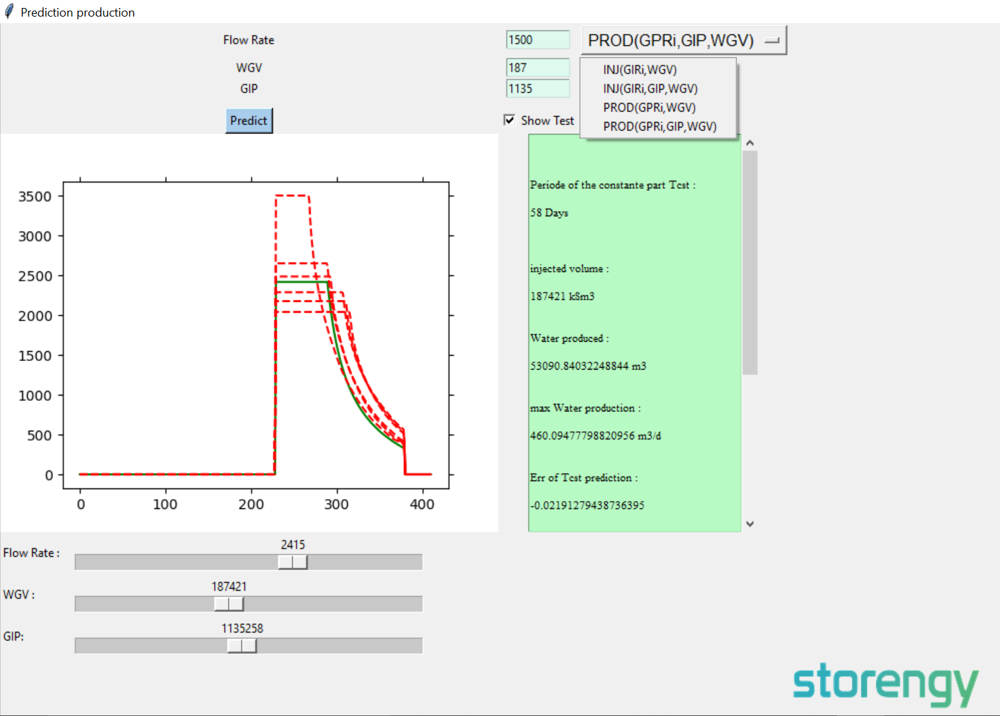 Prediction production
Flow Rate
1500
PROD(GPRi,GIP,WGV)
WGV
187
INJ(GIRi,WGV)
GIP
1135
INJ(GIRi,GIP,WGV)
PROD(GPRi,WGV)
Predict
Show Test
PROD(GPRi,GIP,WGV)
3500
3000
2500
2000
1500
1000
500
0
0 100 200 300 400
Periode of the constante part Test :
58 Days
injected volume :
187421 kSm3
Water produced :
53090.84032248844 m3
max Water production :
460.09477798820956 m3/d
Err of Test prediction :
-0.02191279438736395
2415
Flow Rate :
187421
WGV :
1135258
GIP:
storengy